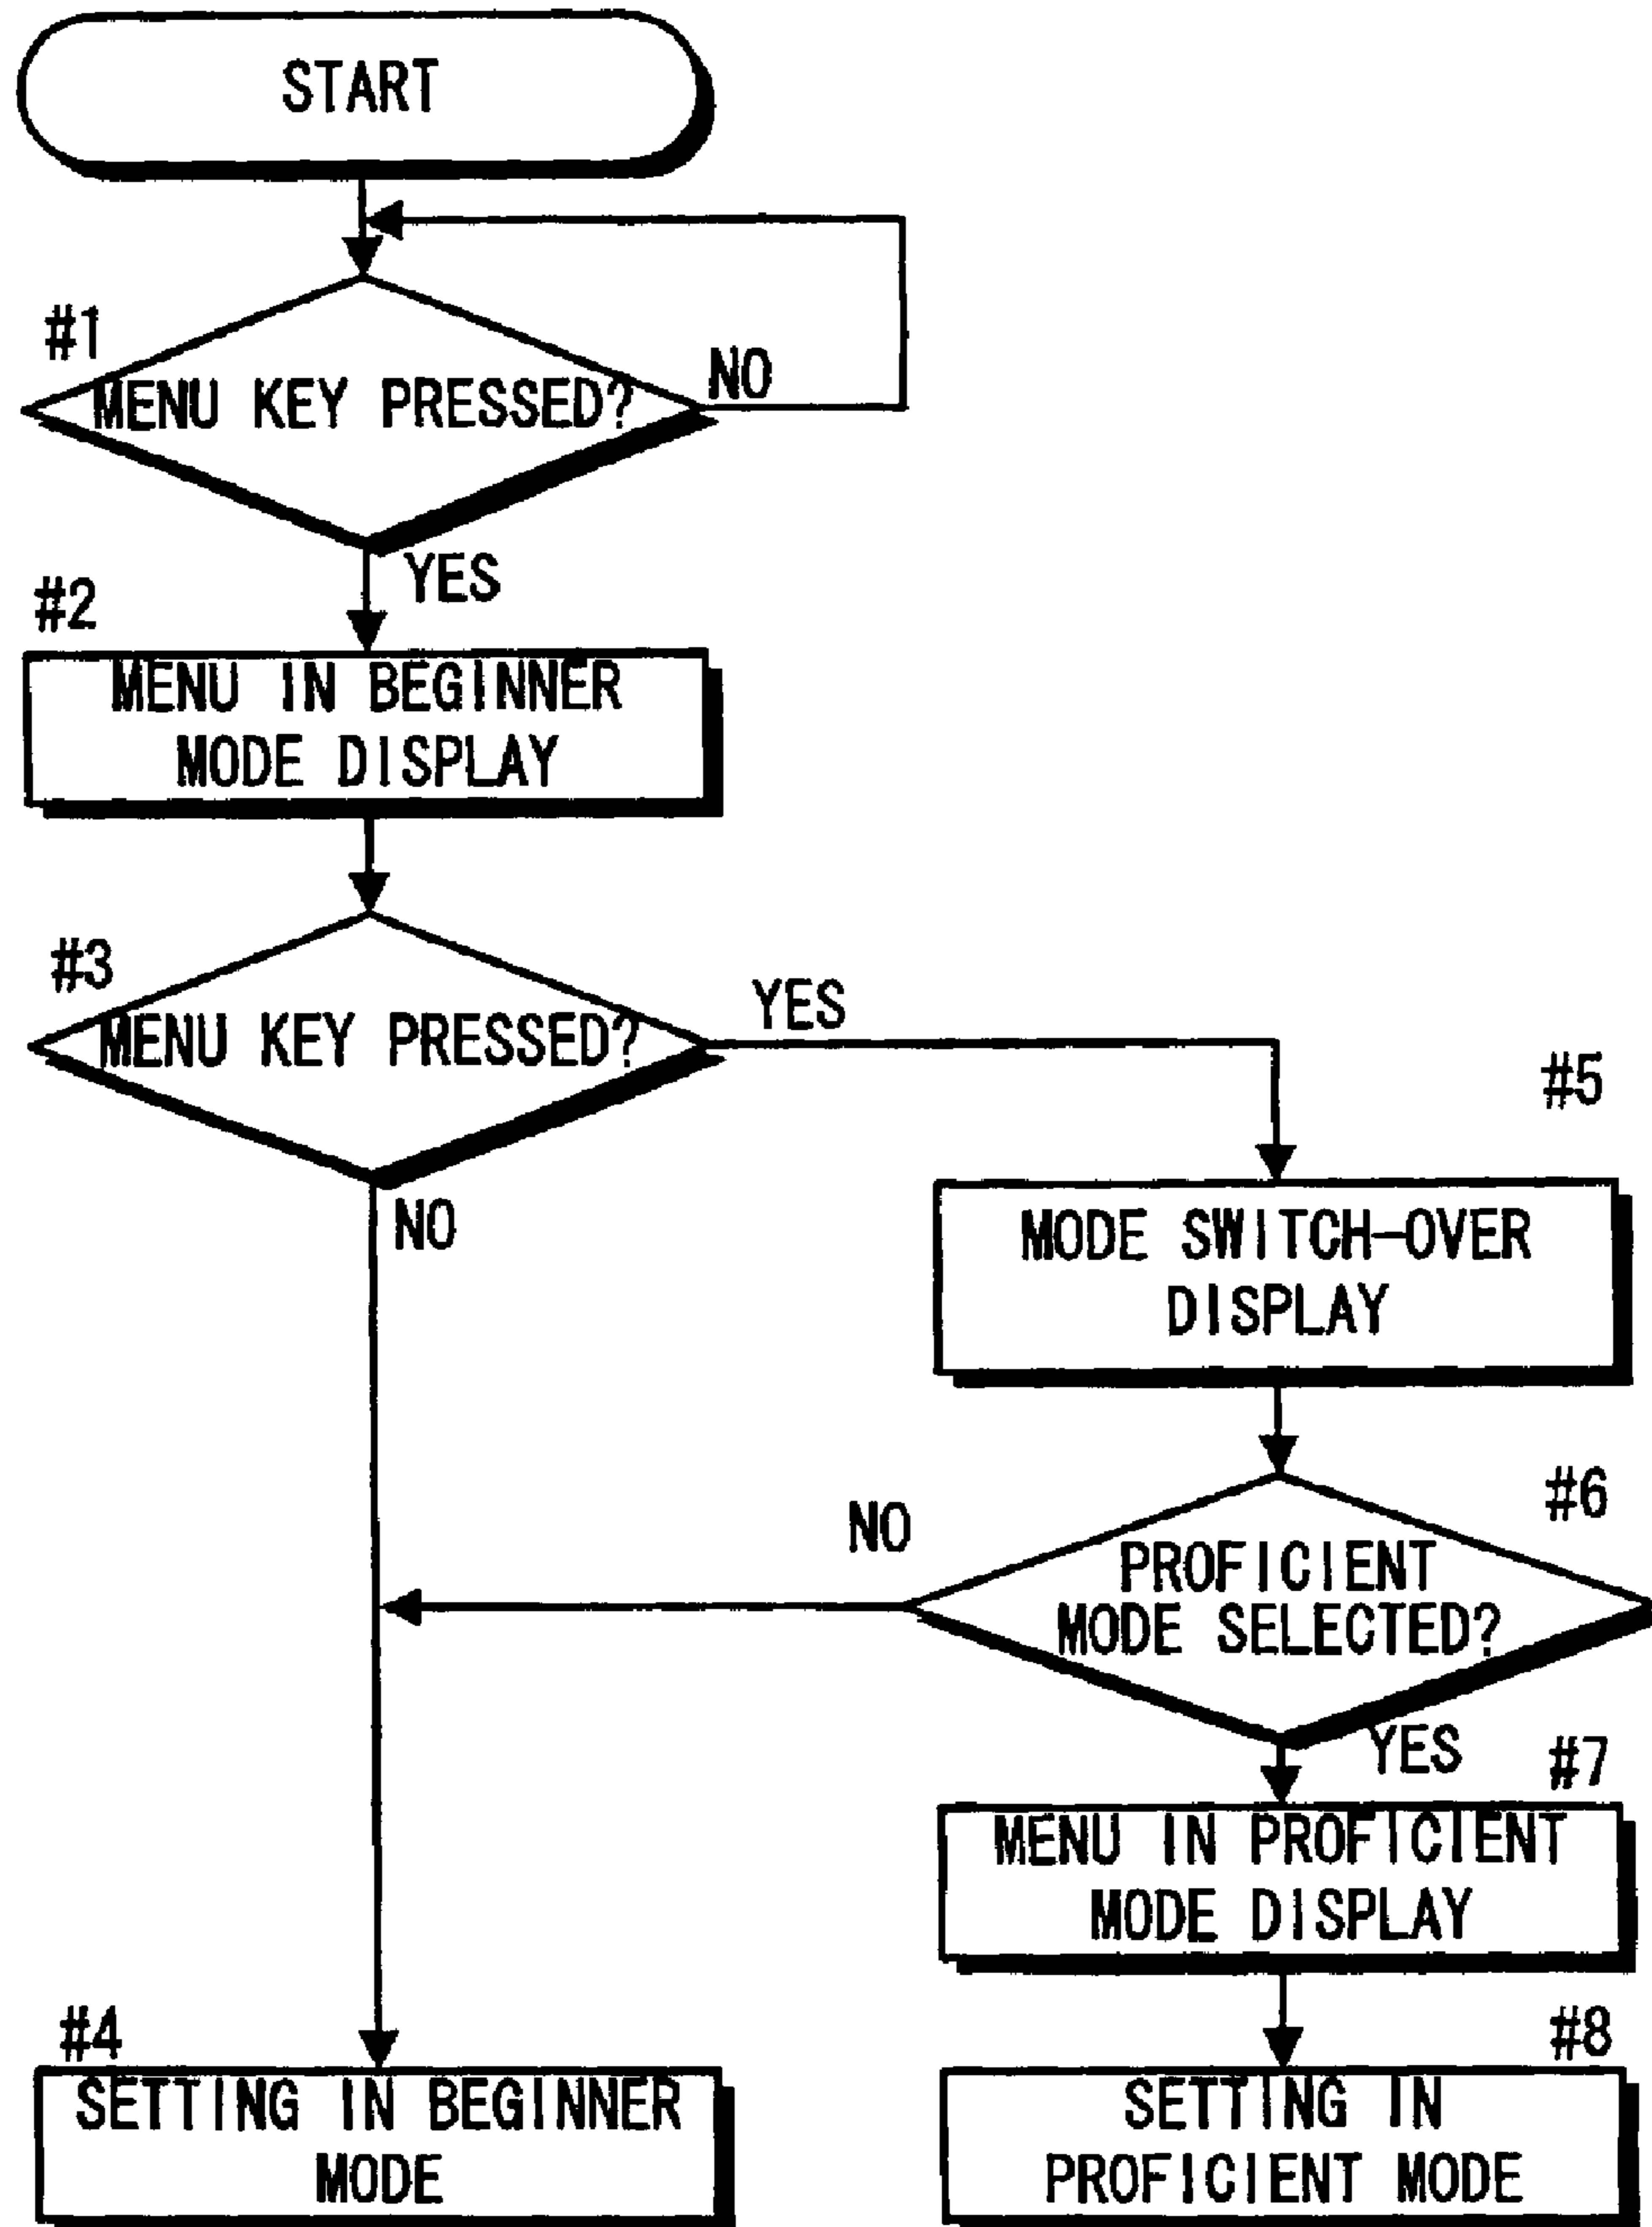 START
#1
MENU KEY PRESSED?
NO
YES
#2
MENU IN BEGINNER
MODE DISPLAY
#3
MENU KEY PRESSED?
YES
NO
#5
MODE SWITCH-OVER
DISPLAY
#6
NO
PROFICIENT
MODE SELECTED?
YES
#7
MENU IN PROFICIENT
MODE DISPLAY
#4
SETTING IN BEGINNER
MODE
#8
SETTING IN
PROFICIENT MODE